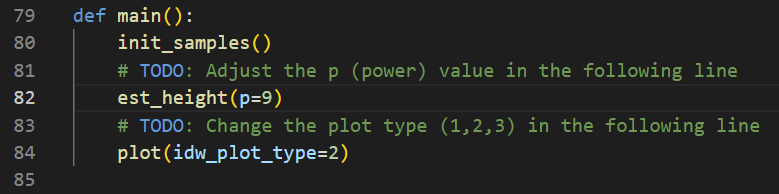 79 def main():
80     init_samples()
81     # TODO: Adjust the p (power) value in the following line
82     est_height(p=9)
83     # TODO: Change the plot type (1,2,3) in the following line
84     plot(idw_plot_type=2)
85